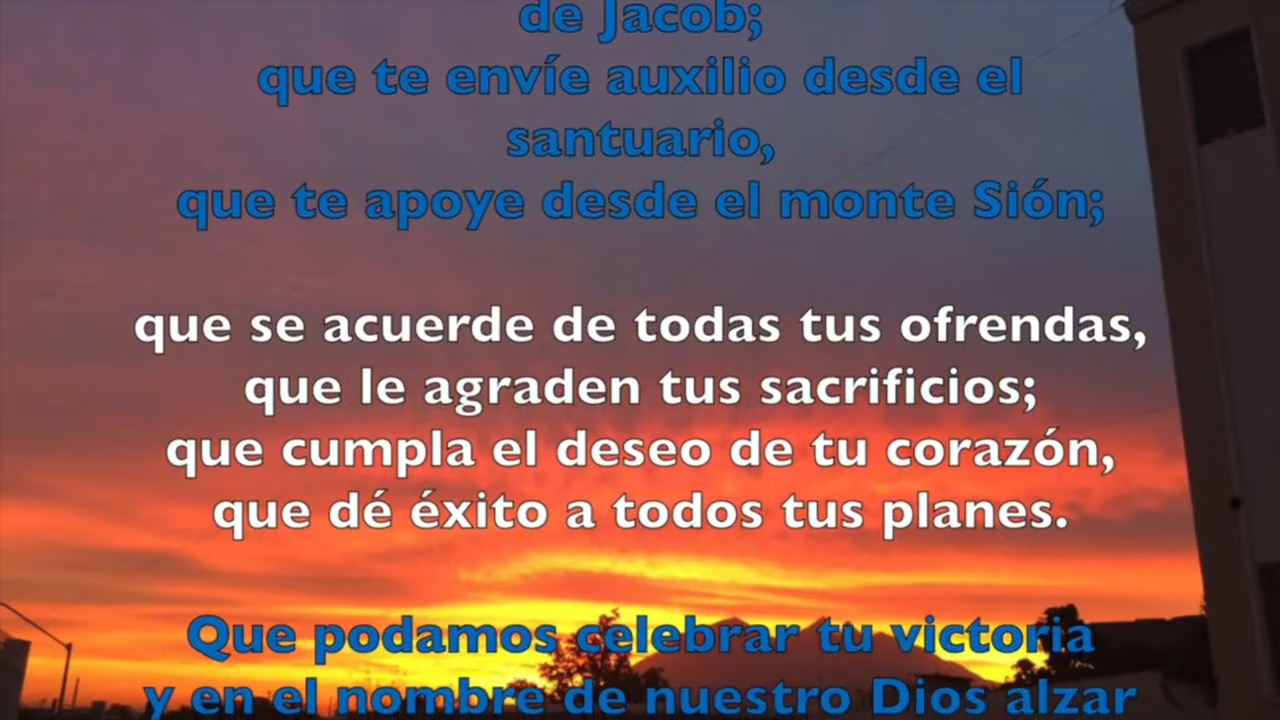 de Jacob;
que te envíe auxilio desde el
santuario,
que te apoye desde el monte Sión;
que se acuerde de todas tus ofrendas,
que le agraden tus sacrificios;
que cumpla el deseo de tu corazón,
que dé éxito a todos tus planes.
Que podamos celebrar tu victoria
y en el nombre de nuestro Dios alzar